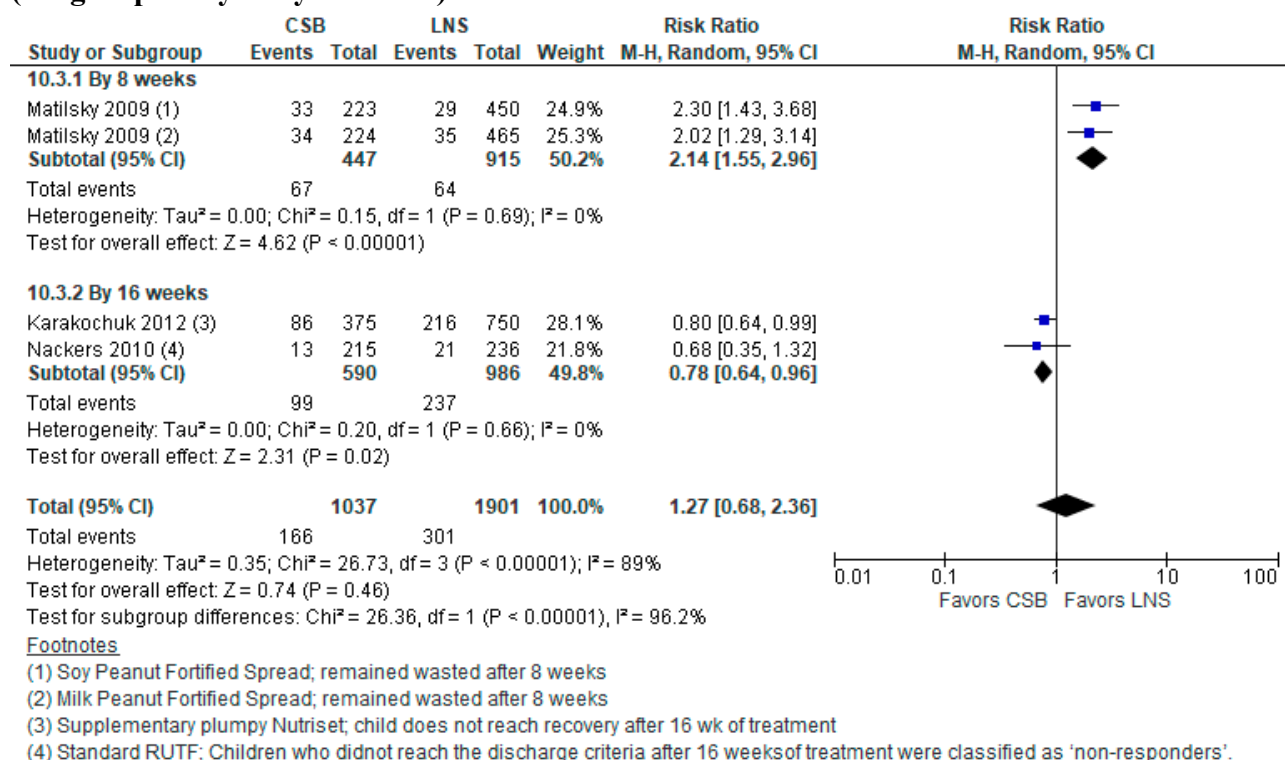 CSB LNS Risk Ratio Risk Ratio
Study or Subgroup Events Total Events Total Weight M-H, Random, 95% CI M-H, Random, 95% CI
10.3.1 By 8 weeks
Matilsky 2009 (1) 33 223 29 450 24.9% 2.30 [1.43, 3.68]
Matilsky 2009 (2) 34 224 35 465 25.3% 2.02 [1.29, 3.14]
Subtotal (95% CI) 447 915 50.2% 2.14 [1.55, 2.96]
Total events 67 64
Heterogeneity: Tau² = 0.00; Chi² = 0.15, df = 1 (P = 0.69); I² = 0%
Test for overall effect: Z = 4.62 (P < 0.00001)
10.3.2 By 16 weeks
Karakochuk 2012 (3) 86 375 216 750 28.1% 0.80 [0.64, 0.99]
Nackers 2010 (4) 13 215 21 236 21.8% 0.68 [0.35, 1.32]
Subtotal (95% CI) 590 986 49.8% 0.78 [0.64, 0.96]
Total events 99 237
Heterogeneity: Tau² = 0.00; Chi² = 0.20, df = 1 (P = 0.66); I² = 0%
Test for overall effect: Z = 2.31 (P = 0.02)
Total (95% CI) 1037 1901 100.0% 1.27 [0.68, 2.36]
Total events 166 301
Heterogeneity: Tau² = 0.35; Chi² = 26.73, df = 3 (P < 0.00001); I² = 89%
Test for overall effect: Z = 0.74 (P = 0.46)
Test for subgroup differences: Chi² = 26.36, df = 1 (P < 0.00001), I² = 96.2%
0.01 0.1 1 10 100
Favors CSB Favors LNS
Footnotes
(1) Soy Peanut Fortified Spread; remained wasted after 8 weeks
(2) Milk Peanut Fortified Spread; remained wasted after 8 weeks
(3) Supplementary plumpy Nutriset; child does not reach recovery after 16 wk of treatment
(4) Standard RUTF: Children who didnot reach the discharge criteria after 16 weeksof treatment were classified as 'non-responders'.